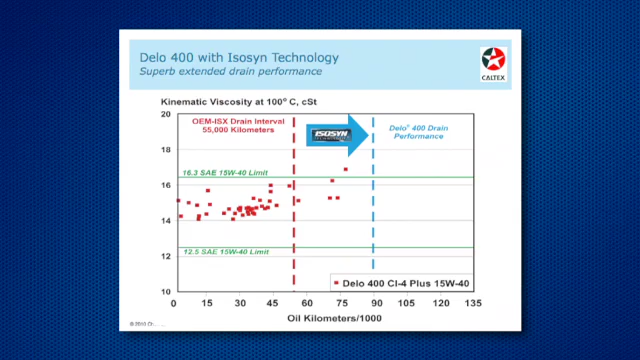 Delo 400 with Isosyn Technology
Superb extended drain performance
CALTEX
Kinematic Viscosity at 100° C, cSt
20
18
16
14
12
10
OEM-ISX Drain Interval
55,000 Kilometers
ISOSYN
Delo® 400 Drain
Performance
16.3 SAE 15W-40 Limit
12.5 SAE 15W-40 Limit
Delo 400 CI-4 Plus 15W-40
0 15 30 45 60 75 90 105 120 135
Oil Kilometers/1000